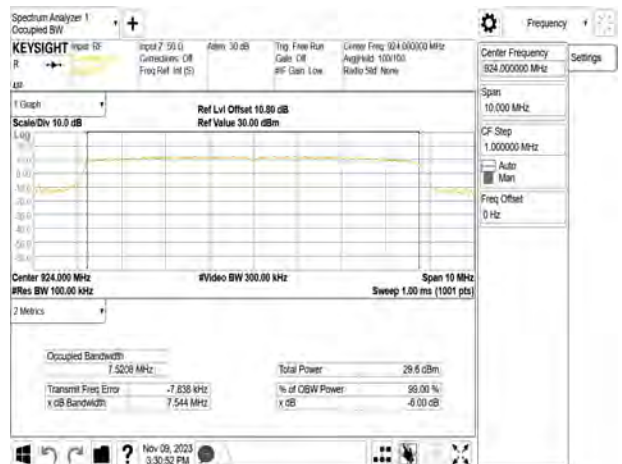 Spectrum Analyzer 1
Occupied BW
Frequency
KEYSIGHT Input: RF
R
Input Z: 50 Ω
Corrections: Off
Freq Ref: Int (S)
Atten: 30 dB
Trig: Free Run
Gate: Off
#IF Gain: Low
Center Freq: 924.000000 MHz
Avg|Hold: 100/100
Radio Std: None
Center Frequency
924.000000 MHz
Settings
Span
10.000 MHz
CF Step
1.000000 MHz
Auto
Man
Freq Offset
0 Hz
1 Graph
Scale/Div 10.0 dB
Ref Lvl Offset 10.80 dB
Ref Value 30.00 dBm
Log
Center 924.000 MHz
#Res BW 100.00 kHz
#Video BW 300.00 kHz
Span 10 MHz
Sweep 1.00 ms (1001 pts)
2 Metrics
Occupied Bandwidth
7.5208 MHz
Total Power 29.6 dBm
Transmit Freq Error -7.838 kHz
% of OBW Power 99.00 %
x dB Bandwidth 7.544 MHz
x dB -6.00 dB
Nov 09, 2023
3:30:52 PM